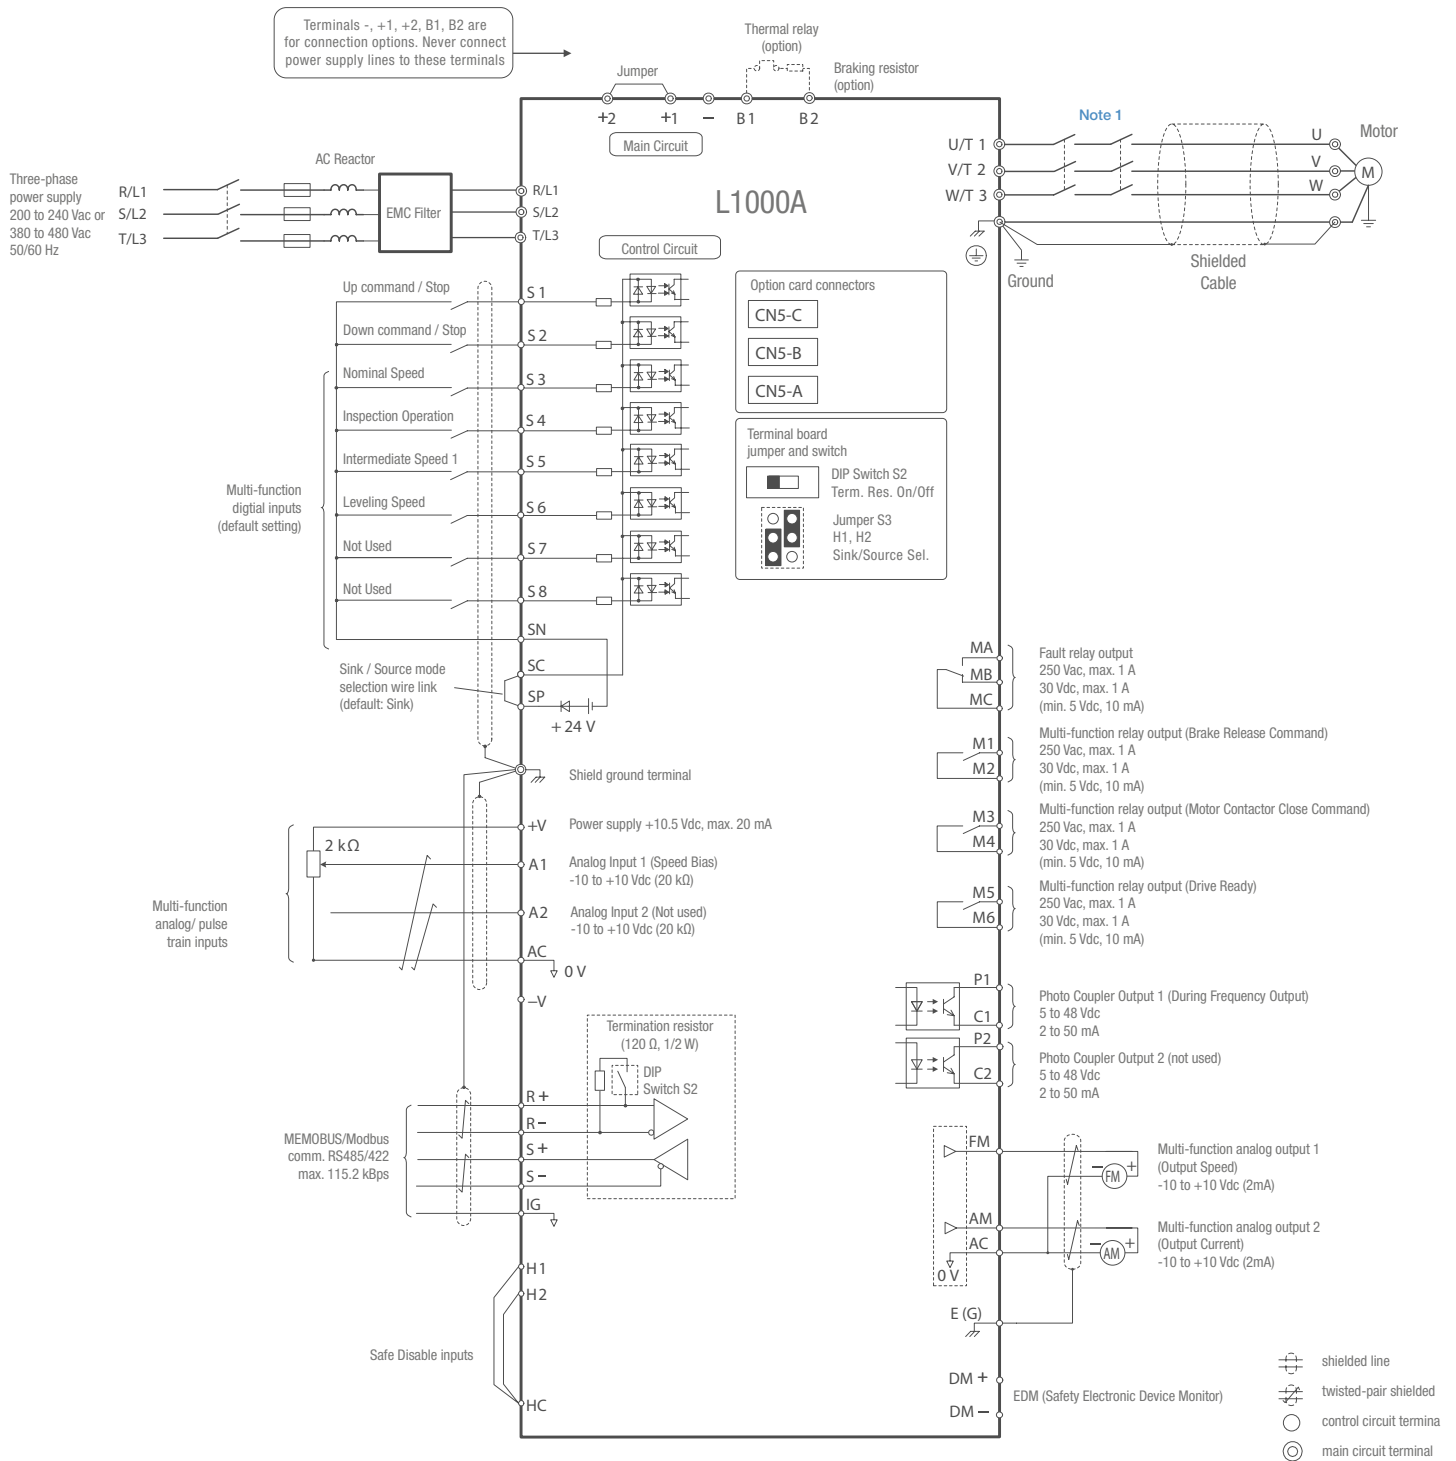 Terminals -, +1, +2, B1, B2 are
for connection options. Never connect
power supply lines to these terminals
Thermal relay
(option)
Braking resistor
(option)
Jumper
+2
+1
–
B1
B2
Main Circuit
L1000A
Three-phase
power supply
200 to 240 Vac or
380 to 480 Vac
50/60 Hz
R/L1
S/L2
T/L3
AC Reactor
EMC Filter
R/L1
S/L2
T/L3
U/T 1
V/T 2
W/T 3
Note 1
U
V
W
Motor
M
Ground
Shielded
Cable
Control Circuit
Up command / Stop
S 1
Down command / Stop
S 2
Nominal Speed
S 3
Inspection Operation
S 4
Intermediate Speed 1
S 5
Leveling Speed
S 6
Not Used
S 7
Not Used
S 8
Multi-function
digtial inputs
(default setting)
SN
SC
SP
+ 24 V
Sink / Source mode
selection wire link
(default: Sink)
Option card connectors
CN5-C
CN5-B
CN5-A
Terminal board
jumper and switch
DIP Switch S2
Term. Res. On/Off
Jumper S3
H1, H2
Sink/Source Sel.
Shield ground terminal
+V
Power supply +10.5 Vdc, max. 20 mA
2 kΩ
A1
Analog Input 1 (Speed Bias)
-10 to +10 Vdc (20 kΩ)
A2
Analog Input 2 (Not used)
-10 to +10 Vdc (20 kΩ)
AC
0 V
–V
Multi-function
analog/ pulse
train inputs
Termination resistor
(120 Ω, 1/2 W)
DIP
Switch S2
R +
R –
S +
S –
IG
MEMOBUS/Modbus
comm. RS485/422
max. 115.2 kBps
H1
H2
HC
Safe Disable inputs
MA
MB
MC
Fault relay output
250 Vac, max. 1 A
30 Vdc, max. 1 A
(min. 5 Vdc, 10 mA)
M1
M2
Multi-function relay output (Brake Release Command)
250 Vac, max. 1 A
30 Vdc, max. 1 A
(min. 5 Vdc, 10 mA)
M3
M4
Multi-function relay output (Motor Contactor Close Command)
250 Vac, max. 1 A
30 Vdc, max. 1 A
(min. 5 Vdc, 10 mA)
M5
M6
Multi-function relay output (Drive Ready)
250 Vac, max. 1 A
30 Vdc, max. 1 A
(min. 5 Vdc, 10 mA)
P1
C1
Photo Coupler Output 1 (During Frequency Output)
5 to 48 Vdc
2 to 50 mA
P2
C2
Photo Coupler Output 2 (not used)
5 to 48 Vdc
2 to 50 mA
FM
– +
FM
Multi-function analog output 1
(Output Speed)
-10 to +10 Vdc (2mA)
AM
AC
0 V
– +
AM
Multi-function analog output 2
(Output Current)
-10 to +10 Vdc (2mA)
E (G)
DM +
DM –
EDM (Safety Electronic Device Monitor)
shielded line
twisted-pair shielded
control circuit termina
main circuit terminal